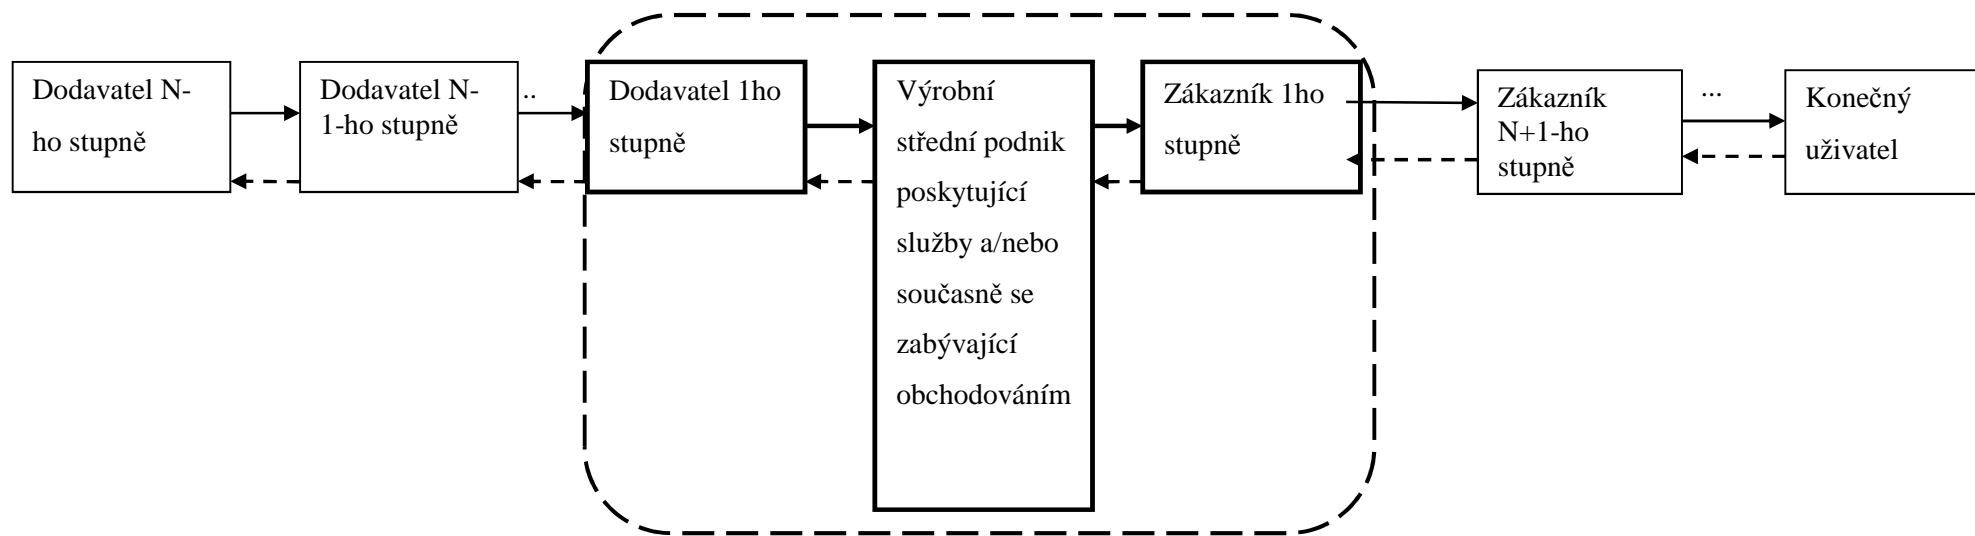 Dodavatel N-
ho stupně
Dodavatel N-
1-ho stupně
..
Dodavatel 1ho
stupně
Výrobní
střední podnik
poskytující
služby a/nebo
současně se
zabývající
obchodováním
Zákazník 1ho
stupně
Zákazník
N+1-ho
stupně
...
Konečný
uživatel